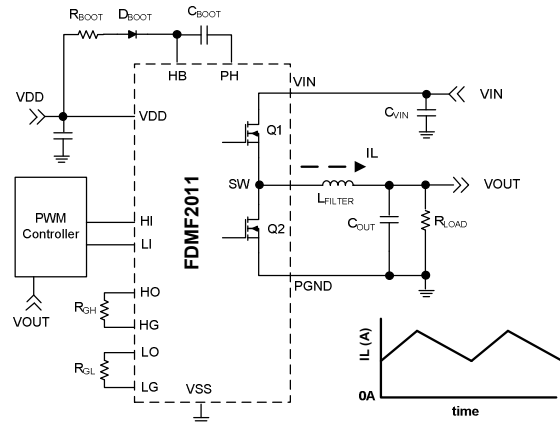 RBOOT DBOOT CBOOT
HB PH
VIN
VDD
VDD
VIN
CVIN
Q1
IL
SW
LFILTER
VOUT
PWM
Controller
HI
LI
FDMF2011
Q2
COUT
RLOAD
PGND
VOUT
HO
RGH
HG
LO
RGL
LG
VSS
IL (A)
0A
time